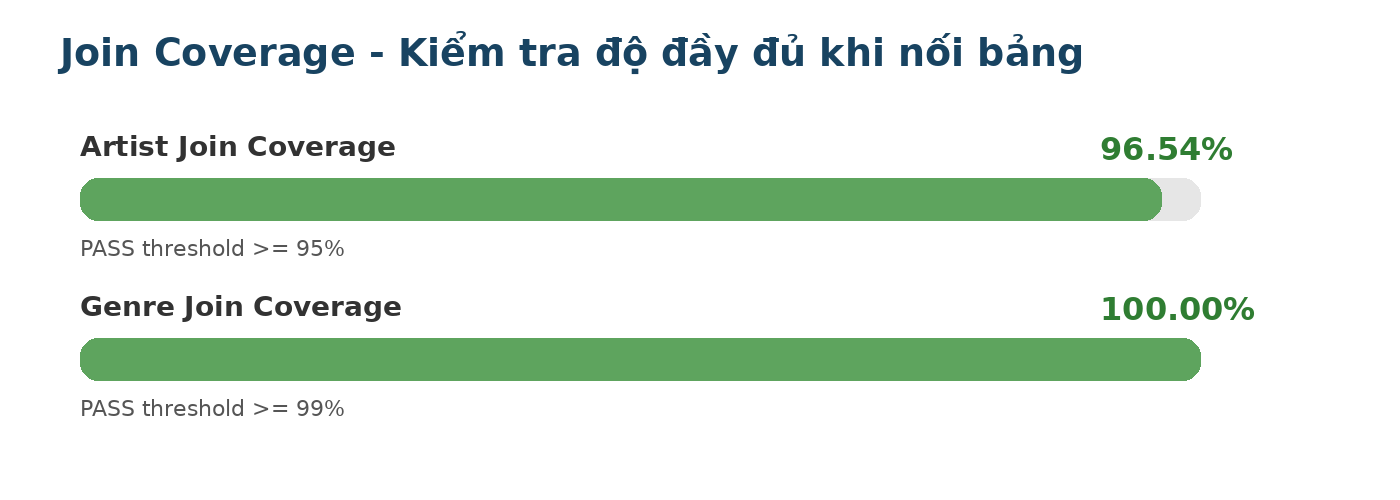 Join Coverage - Kiểm tra độ đầy đủ khi nối bảng
Artist Join Coverage
96.54%
PASS threshold >= 95%
Genre Join Coverage
100.00%
PASS threshold >= 99%